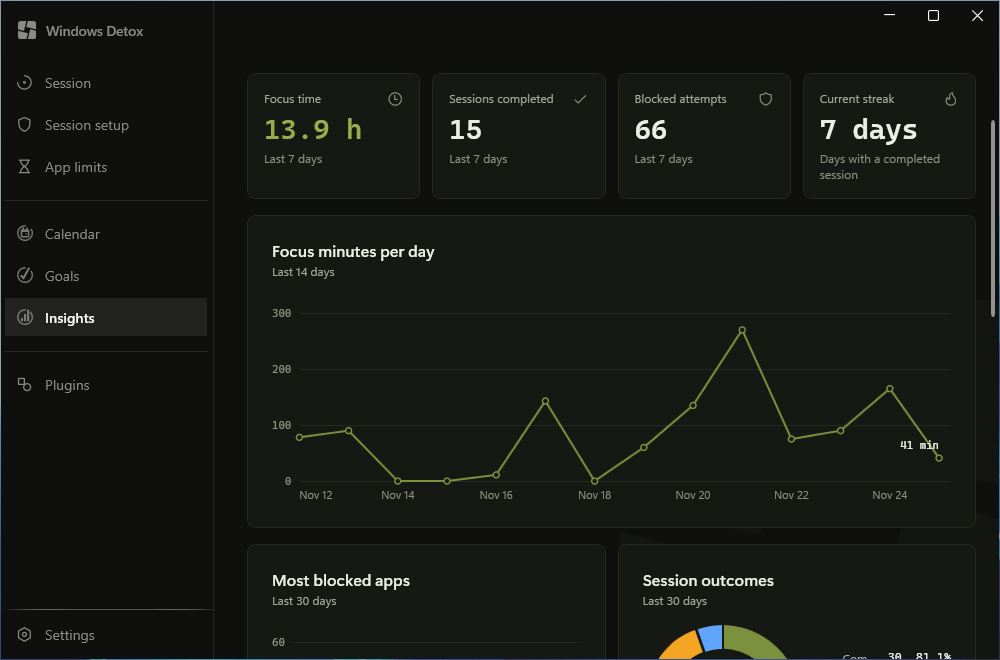 Windows Detox
Session
Session setup
App limits
Calendar
Goals
Insights
Plugins
Settings
Focus time
13.9 h
Last 7 days
Sessions completed
15
Last 7 days
Blocked attempts
66
Last 7 days
Current streak
7 days
Days with a completed
session
Focus minutes per day
Last 14 days
300
200
100
0
41 min
Nov 12
Nov 14
Nov 16
Nov 18
Nov 20
Nov 22
Nov 24
Most blocked apps
Last 30 days
60
Session outcomes
Last 30 days
Com 30 81.1%